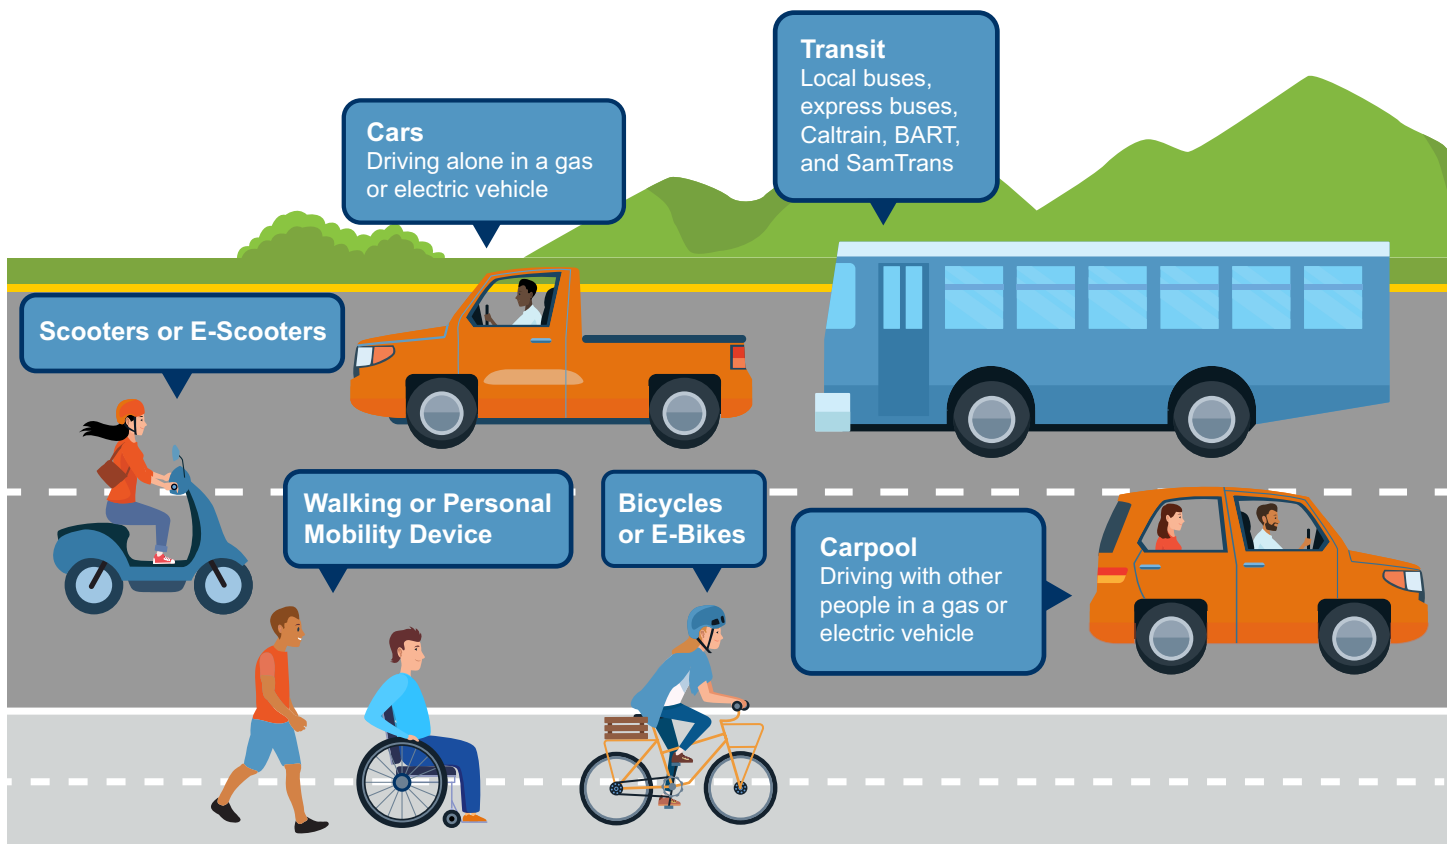 Transit
Local buses,
express buses,
Caltrain, BART,
and SamTrans
Cars
Driving alone in a gas
or electric vehicle
Scooters or E-Scooters
Walking or Personal
Mobility Device
Bicycles
or E-Bikes
Carpool
Driving with other
people in a gas or
electric vehicle